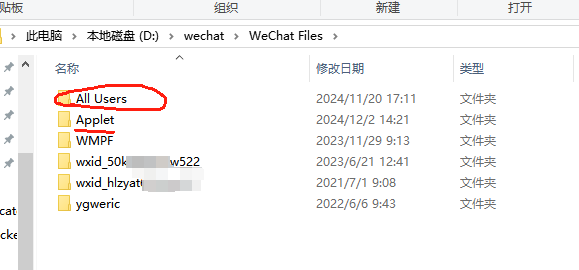 贴板 组织 新建 打开
此电脑 › 本地磁盘 (D:) › wechat › WeChat Files ›
名称 修改日期 类型
All Users 2024/11/20 17:11 文件夹
Applet 2024/12/2 14:21 文件夹
WMPF 2023/11/29 9:13 文件夹
wxid_50k w522 2023/6/21 12:41 文件夹
wxid_hlzyat 2021/7/1 9:08 文件夹
ygweric 2022/6/6 9:43 文件夹
cat
cke